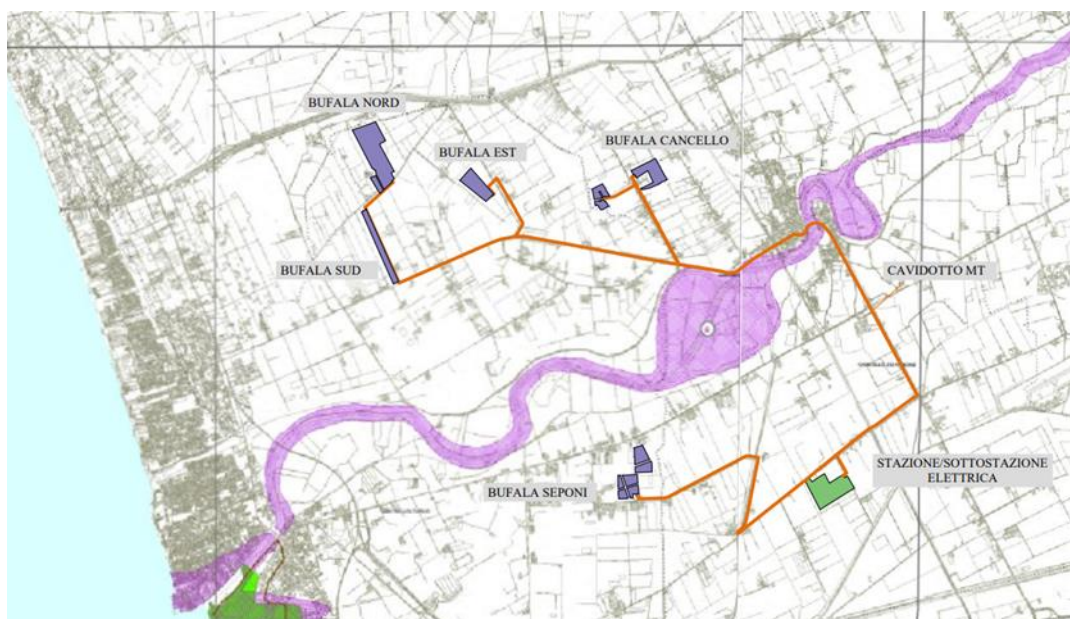 BUFALA NORD
BUFALA EST
BUFALA CANCELLO
BUFALA SUD
CAVIDOTTO MT
BUFALA SEPONI
STAZIONE/SOTTOSTAZIONE
ELETTRICA